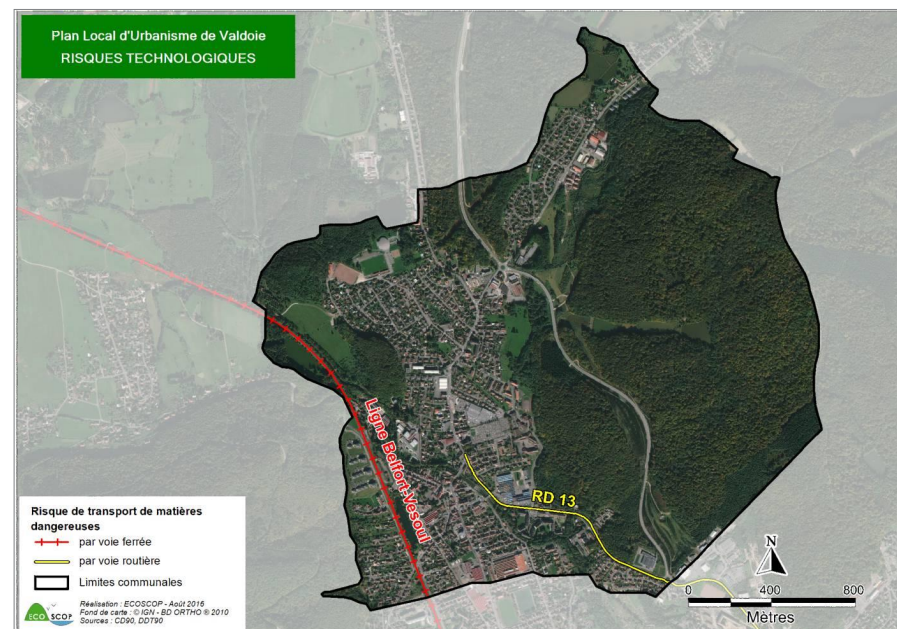 Plan Local d'Urbanisme de Valdoie
RISQUES TECHNOLOGIQUES
Ligne Belfort-Vesoul
RD 13
Risque de transport de matières
dangereuses
par voie ferrée
par voie routière
Limites communales
ECO SCOP
Réalisation : ECOSCOP - Août 2016
Fond de carte : © IGN - BD ORTHO ® 2010
Sources : CD90, DDT90
N
0 400 800
Mètres